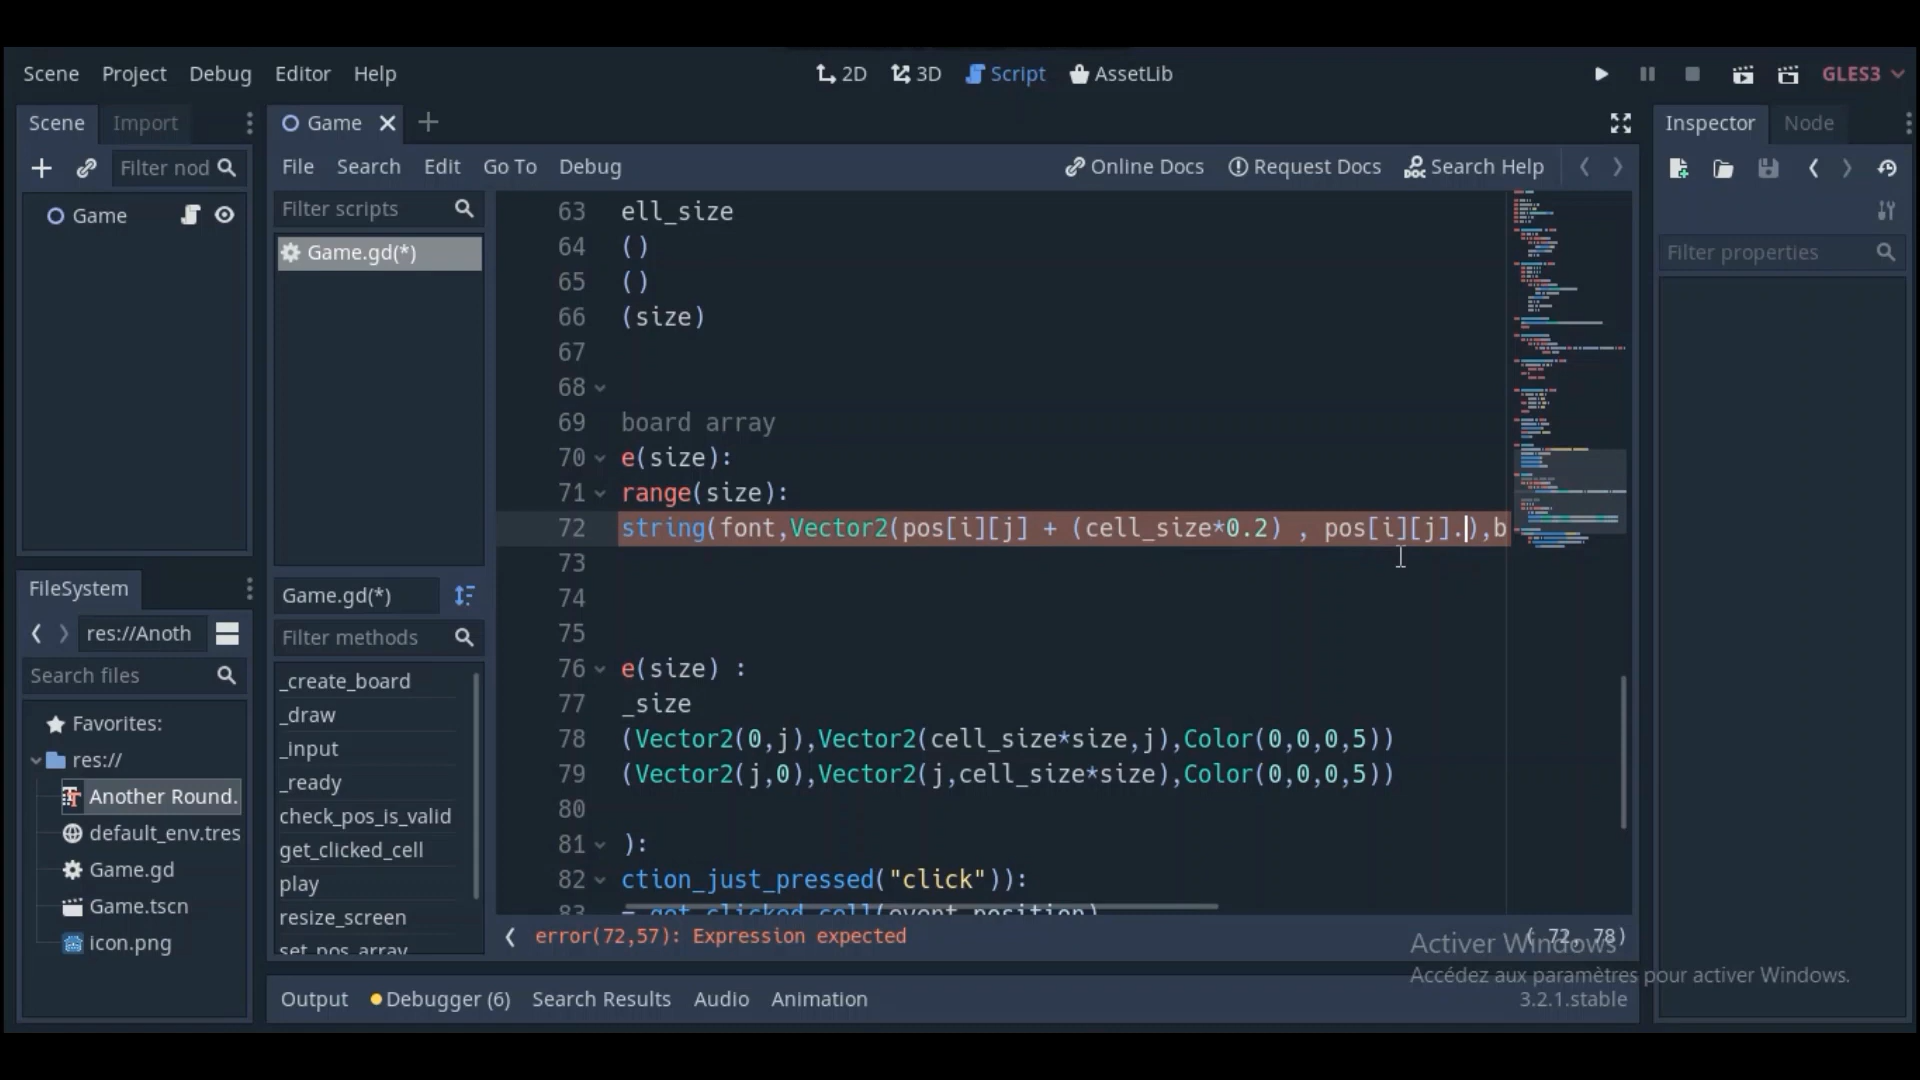 Scene Project Debug Editor Help 2D 3D Script AssetLib GLES3
Scene Import Game Inspector Node
File Search Edit Go To Debug Online Docs Request Docs Search Help
Filter nod
Game
Filter scripts
Game.gd(*)
Filter properties
63 ell_size
64 ()
65 ()
66 (size)
67
68
69 board array
70 e(size):
71 range(size):
72 string(font,Vector2(pos[i][j] + (cell_size*0.2) , pos[i][j].),b
73
74
75
76 e(size) :
77 _size
78 (Vector2(0,j),Vector2(cell_size*size,j),Color(0,0,0,5))
79 (Vector2(j,0),Vector2(j,cell_size*size),Color(0,0,0,5))
80
81 ):
82 ction_just_pressed("click")):
83 = get_clicked_cell(event.position)
error(72,57): Expression expected
( 72, 78)
FileSystem
res://Anoth
Search files
Favorites:
res://
Another Round.
default_env.tres
Game.gd
Game.tscn
icon.png
Game.gd(*)
Filter methods
_create_board
_draw
_input
_ready
check_pos_is_valid
get_clicked_cell
play
resize_screen
set_pos_array
Output Debugger (6) Search Results Audio Animation
3.2.1.stable
Activer Windows
Accédez aux paramètres pour activer Windows.